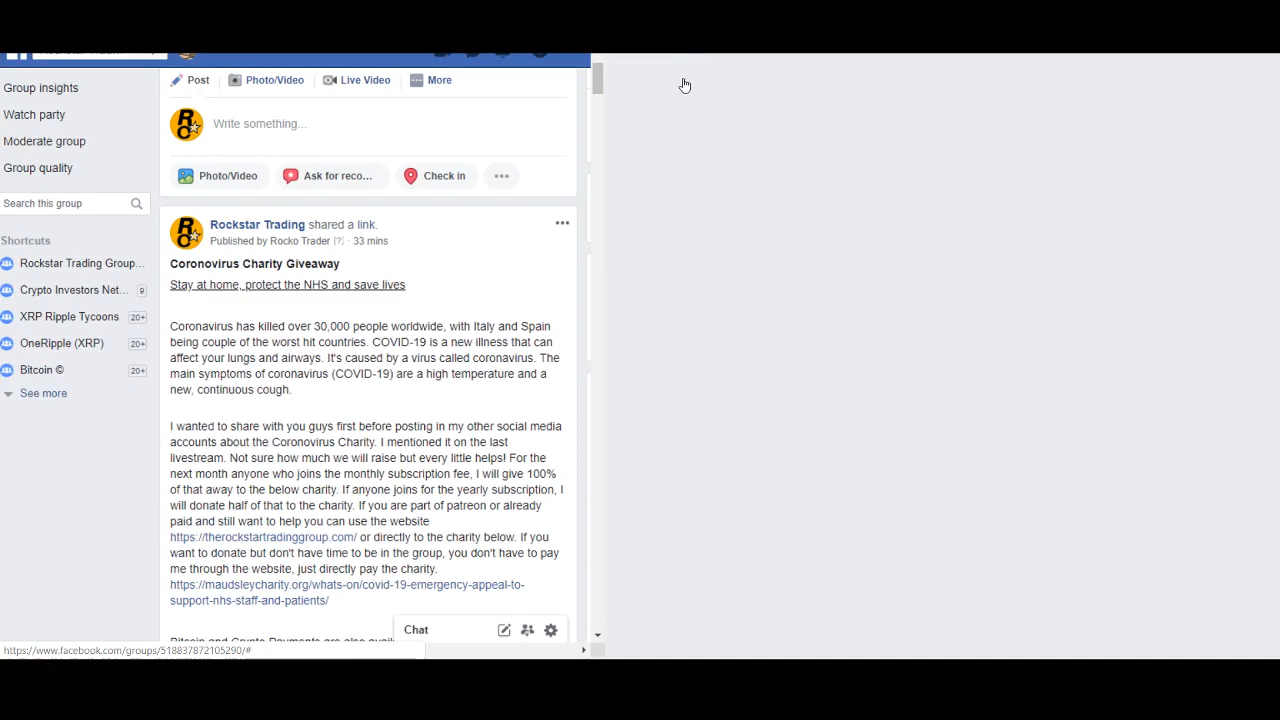 Group insights
Watch party
Moderate group
Group quality
Search this group
Shortcuts
Rockstar Trading Group...
Crypto Investors Net... 9
XRP Ripple Tycoons 20+
OneRipple (XRP) 20+
Bitcoin © 20+
See more
Post Photo/Video Live Video More
Write something...
Photo/Video Ask for reco... Check in
Rockstar Trading shared a link.
Published by Rocko Trader [?] · 33 mins
Coronovirus Charity Giveaway
Stay at home, protect the NHS and save lives
Coronavirus has killed over 30,000 people worldwide, with Italy and Spain
being couple of the worst hit countries. COVID-19 is a new illness that can
affect your lungs and airways. It's caused by a virus called coronavirus. The
main symptoms of coronavirus (COVID-19) are a high temperature and a
new, continuous cough.
I wanted to share with you guys first before posting in my other social media
accounts about the Coronovirus Charity. I mentioned it on the last
livestream. Not sure how much we will raise but every little helps! For the
next month anyone who joins the monthly subscription fee, I will give 100%
of that away to the below charity. If anyone joins for the yearly subscription, I
will donate half of that to the charity. If you are part of patreon or already
paid and still want to help you can use the website
https://therockstartradinggroup.com/ or directly to the charity below. If you
want to donate but don't have time to be in the group, you don't have to pay
me through the website, just directly pay the charity.
https://maudsleycharity.org/whats-on/covid-19-emergency-appeal-to-
support-nhs-staff-and-patients/
Bitcoin and Crypto Payments are also
Chat
https://www.facebook.com/groups/518837872105290/#